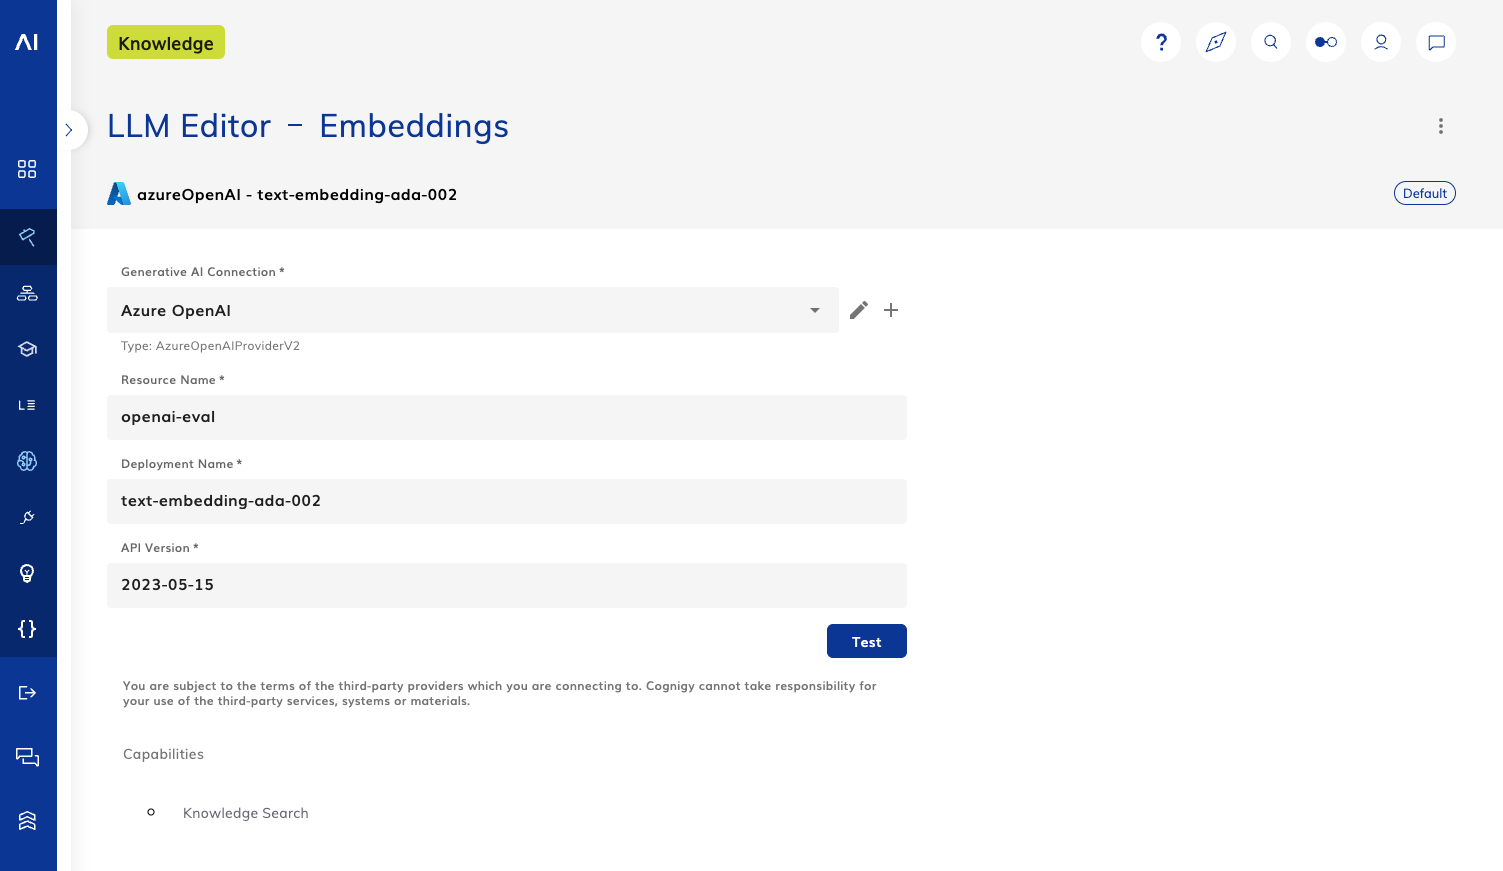 AI
Knowledge
?
LLM Editor - Embeddings
azureOpenAI - text-embedding-ada-002
Default
Generative AI Connection *
Azure OpenAI
Type: AzureOpenAIProviderV2
Resource Name *
openai-eval
Deployment Name *
text-embedding-ada-002
API Version *
2023-05-15
Test
You are subject to the terms of the third-party providers which you are connecting to. Cognigy cannot take responsibility for
your use of the third-party services, systems or materials.
Capabilities
Knowledge Search